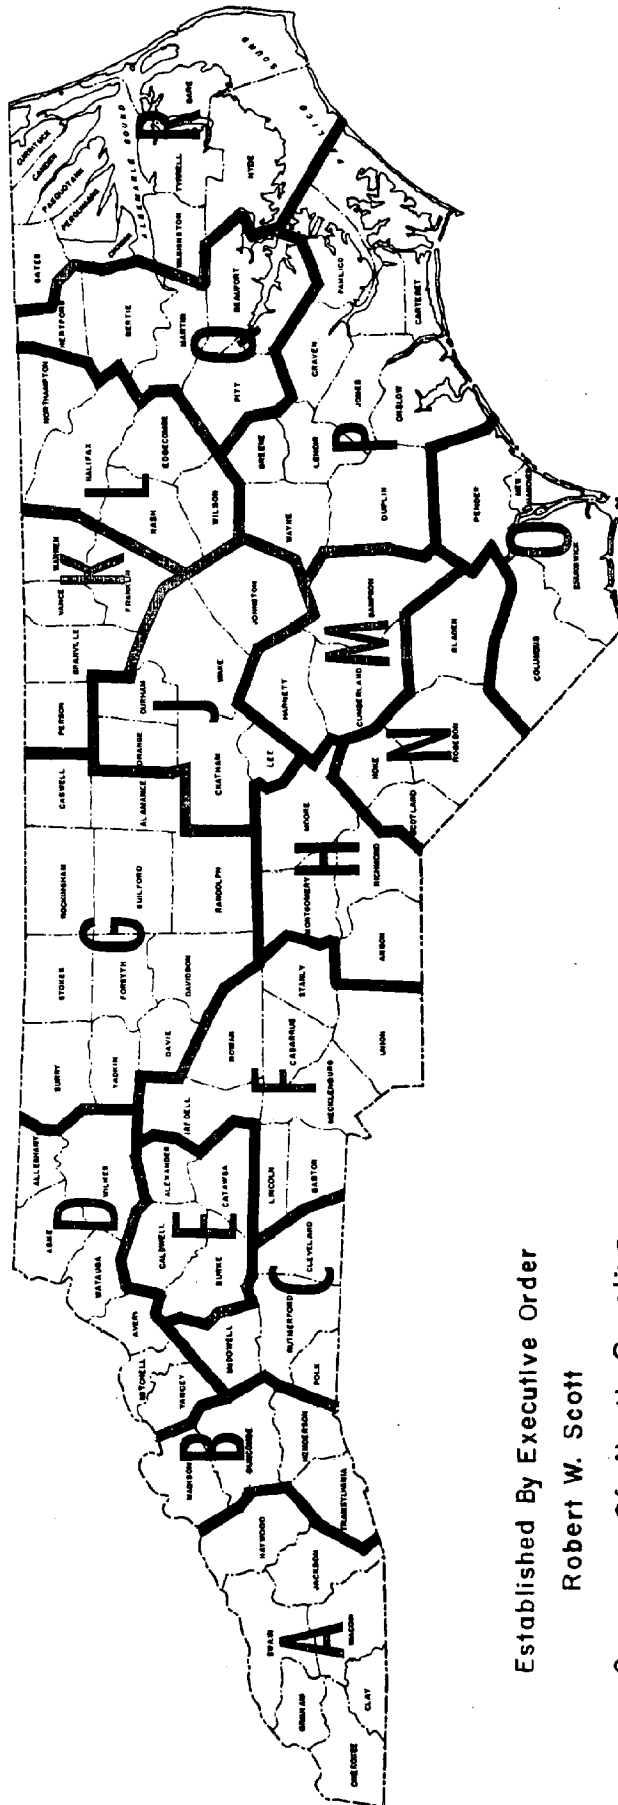 A
CHEROKEE
GRAHAM
CLAY
SWAIN
MACON
JACKSON
HAYWOOD
B
MADISON
BUNCOMBE
HENDERSON
TRANSYLVANIA
C
MCDOWELL
RUTHERFORD
POLK
CLEVELAND
D
ALLEGHANY
ASHE
WILKES
WATAUGA
AVERY
MITCHELL
YANCEY
E
ALEXANDER
CALDWELL
BURKE
CATAWBA
F
IREDELL
ROWAN
CABARRUS
STANLY
MECKLENBURG
UNION
LINCOLN
GASTON
G
SURRY
STOKES
ROCKINGHAM
CASWELL
YADKIN
FORSYTH
GUILFORD
ALAMANCE
DAVIE
DAVIDSON
RANDOLPH
H
MONTGOMERY
MOORE
RICHMOND
ANSON
J
ORANGE
DURHAM
WAKE
CHATHAM
LEE
JOHNSTON
K
PERSON
GRANVILLE
VANCE
WARREN
FRANKLIN
L
NORTHAMPTON
HALIFAX
NASH
EDGECOMBE
WILSON
M
HARNETT
CUMBERLAND
SAMPSON
N
HOKE
SCOTLAND
ROBESON
BLADEN
O
PENDER
NEW HANOVER
BRUNSWICK
COLUMBUS
P
WAYNE
GREENE
LENOIR
DUPLIN
JONES
ONSLOW
CRAVEN
PAMLICO
CARTERET
Q
HERTFORD
BERTIE
MARTIN
PITT
BEAUFORT
R
GATES
CURRITUCK
CAMDEN
PASQUOTANK
PERQUIMANS
CHOWAN
ALBEMARLE SOUND
WASHINGTON
TYRRELL
DARE
HYDE
SOUND
Established By Executive Order
Robert W. Scott